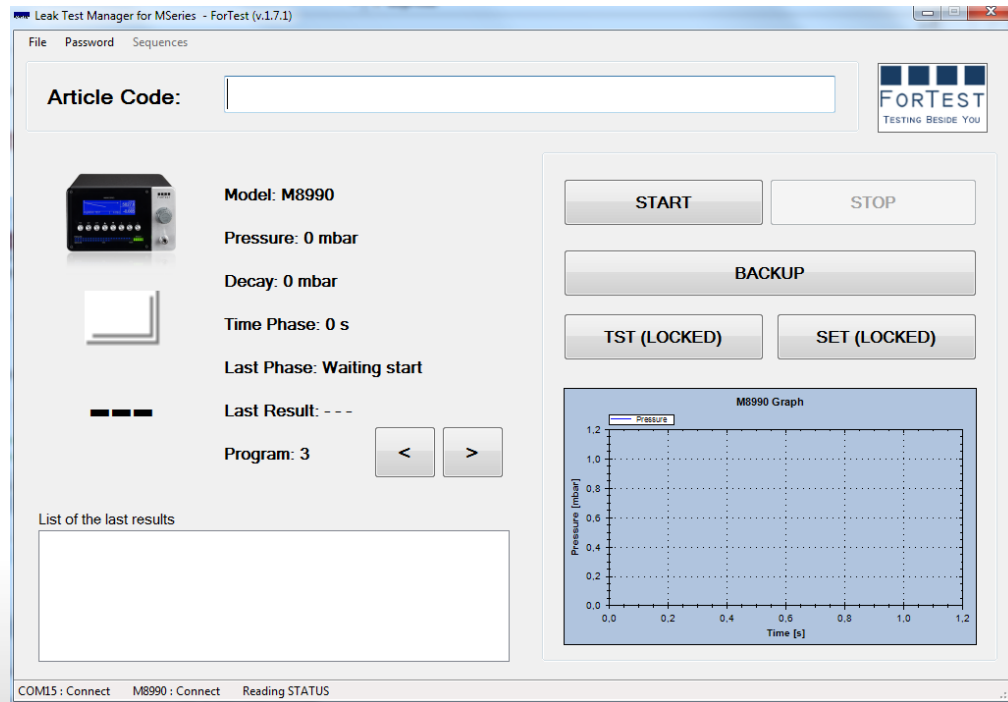 Leak Test Manager for MSeries - ForTest (v.1.7.1)
File Password Sequences
Article Code:
FORTEST
TESTING BESIDE YOU
Model: M8990
Pressure: 0 mbar
Decay: 0 mbar
Time Phase: 0 s
Last Phase: Waiting start
Last Result: - - -
Program: 3
< >
START STOP
BACKUP
TST (LOCKED) SET (LOCKED)
M8990 Graph
Pressure
1,2
1,0
0,8
0,6
0,4
0,2
0,0
Pressure [mbar]
0,0 0,2 0,4 0,6 0,8 1,0 1,2
Time [s]
List of the last results
COM15 : Connect M8990 : Connect Reading STATUS